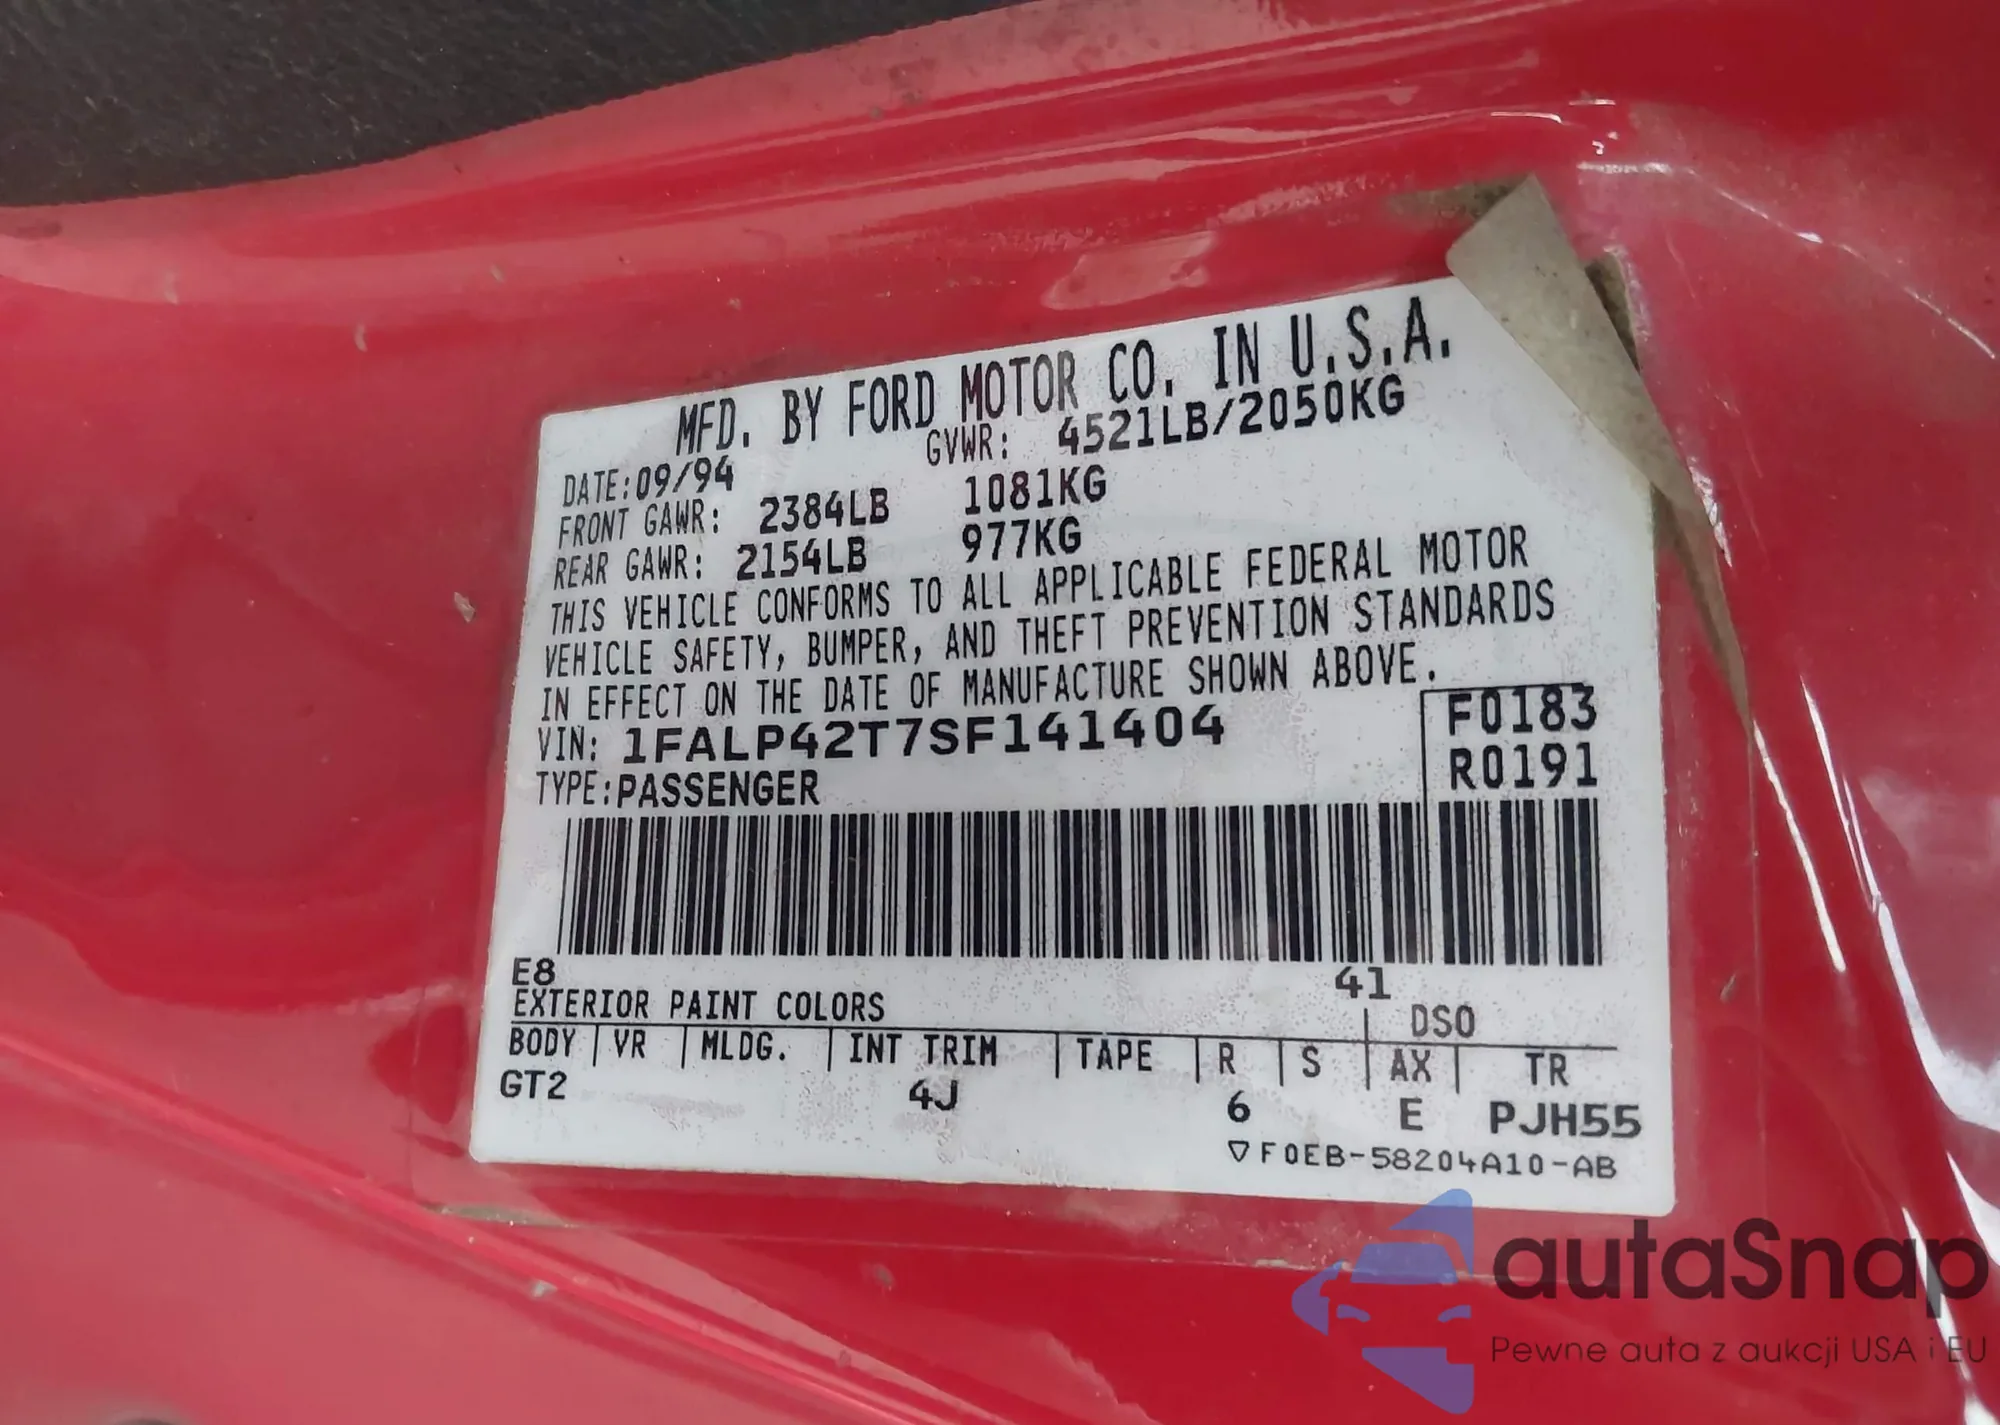 MFD. BY FORD MOTOR CO. IN U.S.A.
DATE:09/94 GVWR: 4521LB/2050KG
FRONT GAWR: 2384LB 1081KG
REAR GAWR: 2154LB 977KG
THIS VEHICLE CONFORMS TO ALL APPLICABLE FEDERAL MOTOR
VEHICLE SAFETY, BUMPER, AND THEFT PREVENTION STANDARDS
IN EFFECT ON THE DATE OF MANUFACTURE SHOWN ABOVE.
VIN: 1FALP42T7SF141404 F0183
TYPE:PASSENGER R0191
E8 41
EXTERIOR PAINT COLORS DSO
BODY VR MLDG. INT TRIM TAPE R S AX TR
GT2 4J 6 E PJH55
F0EB-58204A10-AB
autaSnap
Pewne auta z aukcji USA i EU